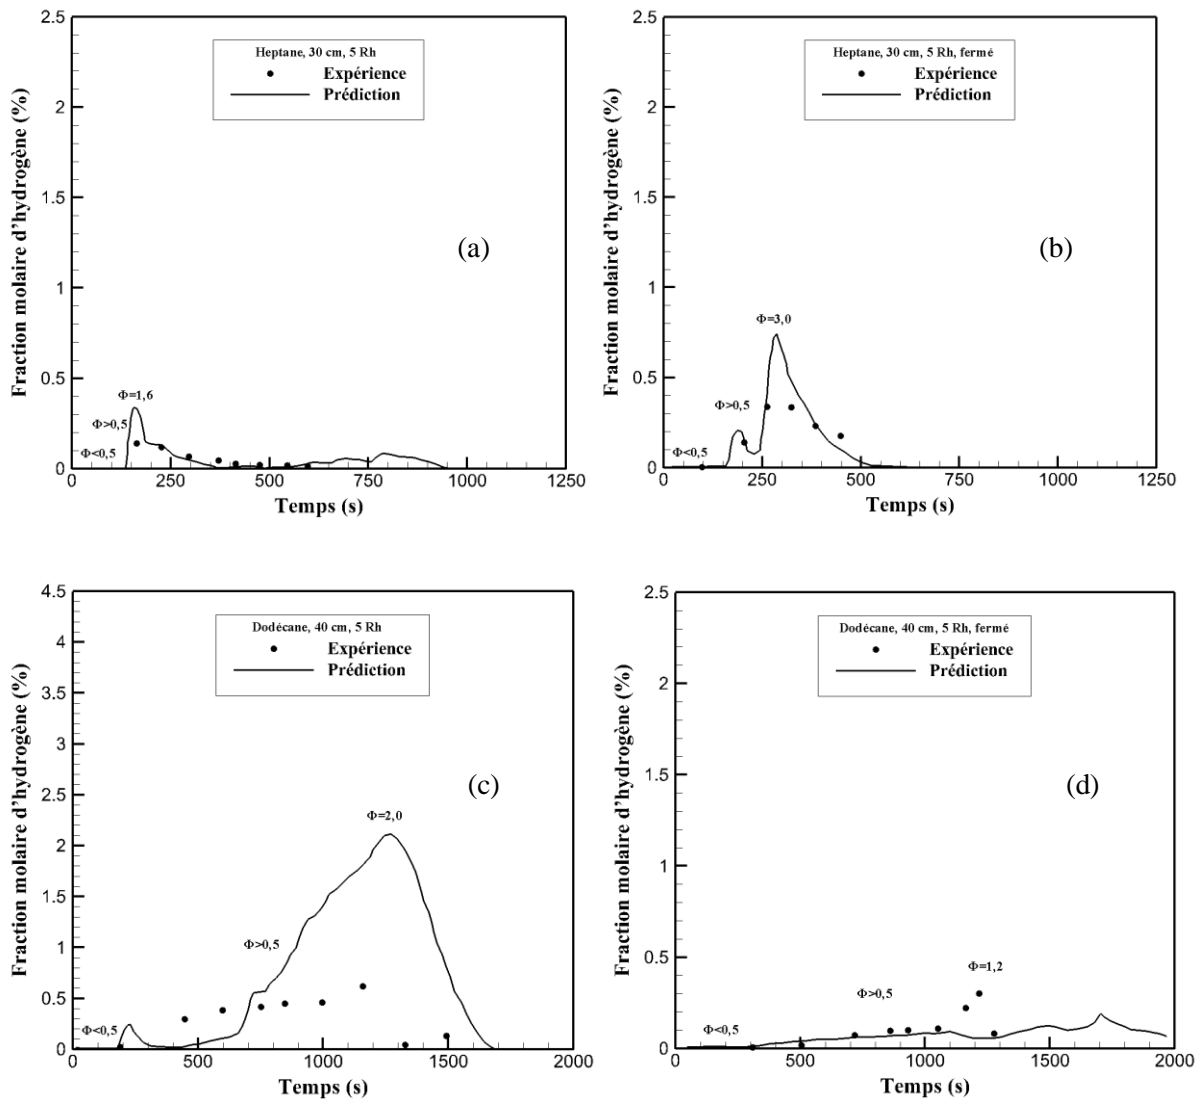 Fraction molaire d'hydrogène (%)
2.5
2
1.5
1
0.5
0
Heptane, 30 cm, 5 Rh
Expérience
Prédiction
(a)
Φ=1,6
Φ>0,5
Φ<0,5
0
250
500
750
1000
1250
Temps (s)
Fraction molaire d'hydrogène (%)
2.5
2
1.5
1
0.5
0
Heptane, 30 cm, 5 Rh, fermé
Expérience
Prédiction
(b)
Φ=3,0
Φ>0,5
Φ<0,5
0
250
500
750
1000
1250
Temps (s)
Fraction molaire d'hydrogène (%)
4.5
4
3.5
3
2.5
2
1.5
1
0.5
0
Dodécane, 40 cm, 5 Rh
Expérience
Prédiction
(c)
Φ=2,0
Φ>0,5
Φ<0,5
0
500
1000
1500
2000
Temps (s)
Fraction molaire d'hydrogène (%)
2.5
2
1.5
1
0.5
0
Dodécane, 40 cm, 5 Rh, fermé
Expérience
Prédiction
(d)
Φ=1,2
Φ>0,5
Φ<0,5
0
500
1000
1500
2000
Temps (s)